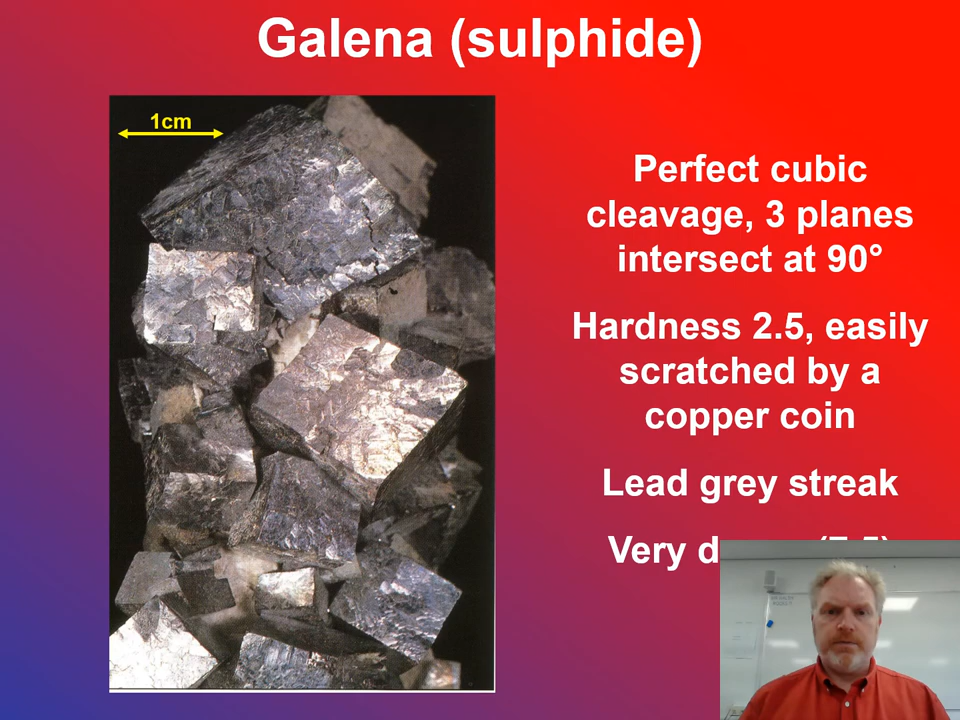 Galena (sulphide)
1cm
Perfect cubic
cleavage, 3 planes
intersect at 90°
Hardness 2.5, easily
scratched by a
copper coin
Lead grey streak
Very